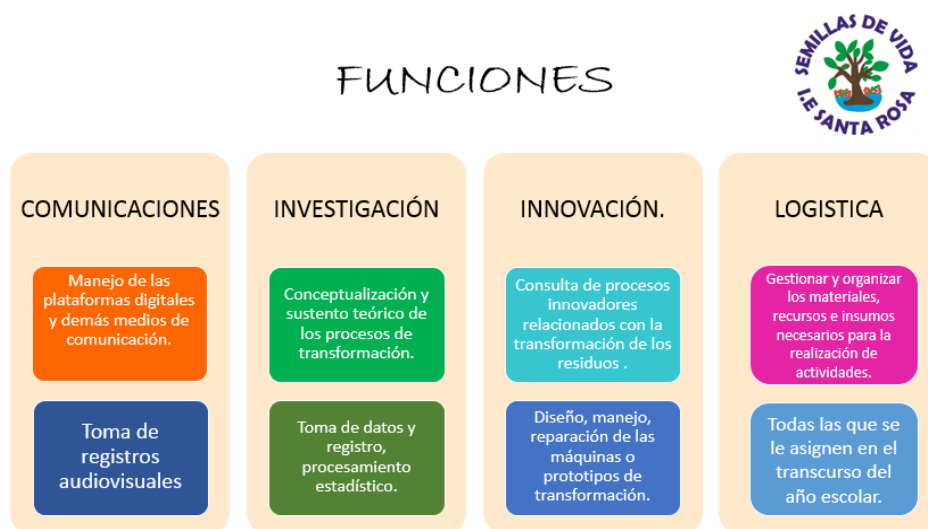 FUNCIONES
SEMILLAS DE VIDA
I.E SANTA ROSA
COMUNICACIONES
Manejo de las
plataformas digitales
y demás medios de
comunicación.
Toma de
registros
audiovisuales
INVESTIGACIÓN
Conceptualización y
sustento teórico de
los procesos de
transformación.
Toma de datos y
registro,
procesamiento
estadístico.
INNOVACIÓN.
Consulta de procesos
innovadores
relacionados con la
transformación de los
residuos .
Diseño, manejo,
reparación de las
máquinas o
prototipos de
transformación.
LOGISTICA
Gestionar y organizar
los materiales,
recursos e insumos
necesarios para la
realización de
actividades.
Todas las que se
le asignen en el
transcurso del
año escolar.